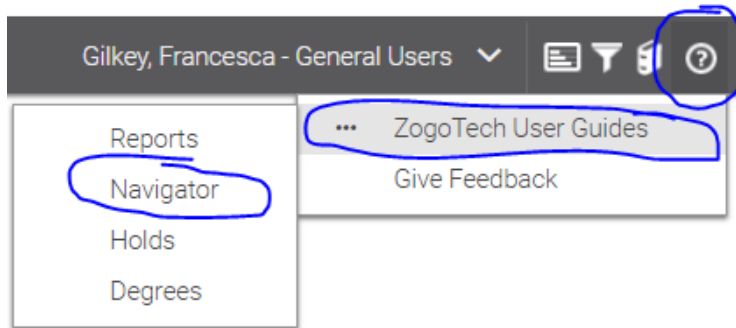 Gilkey, Francesca - General Users
ZogoTech User Guides
Give Feedback
Reports
Navigator
Holds
Degrees